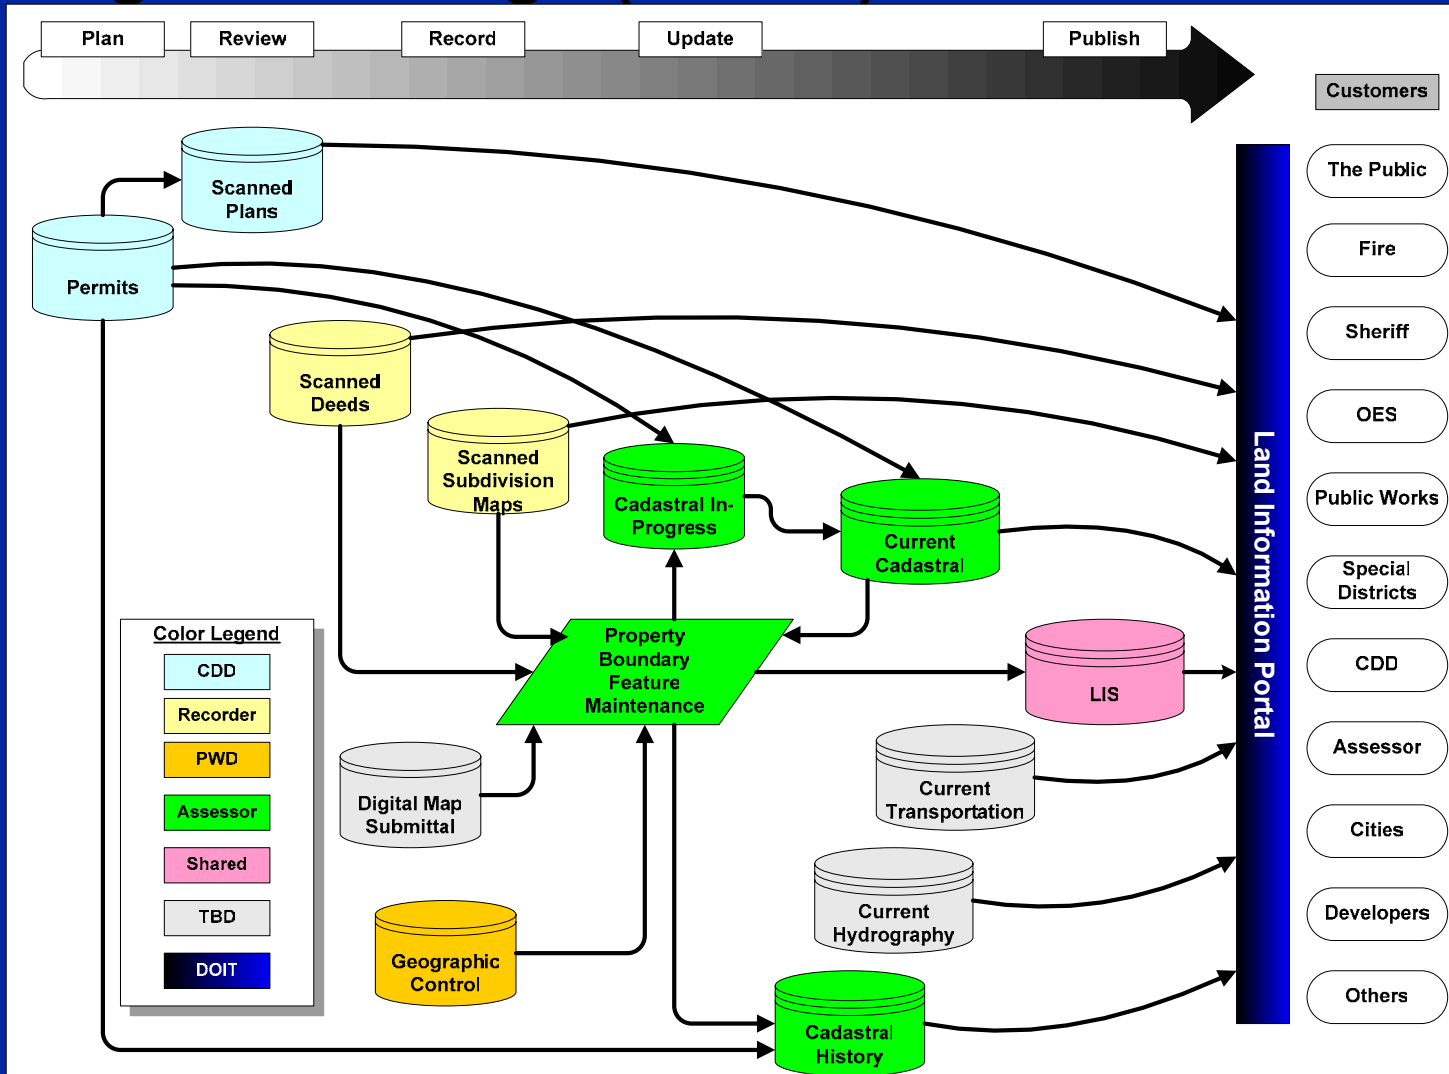 Plan
Review
Record
Update
Publish
Customers
Scanned
Plans
Permits
Scanned
Deeds
Scanned
Subdivision
Maps
Cadastral In-
Progress
Current
Cadastral
Property
Boundary
Feature
Maintenance
LIS
Digital Map
Submittal
Current
Transportation
Current
Hydrography
Geographic
Control
Cadastral
History
Color Legend
CDD
Recorder
PWD
Assessor
Shared
TBD
DOIT
Land Information Portal
The Public
Fire
Sheriff
OES
Public Works
Special
Districts
CDD
Assessor
Cities
Developers
Others